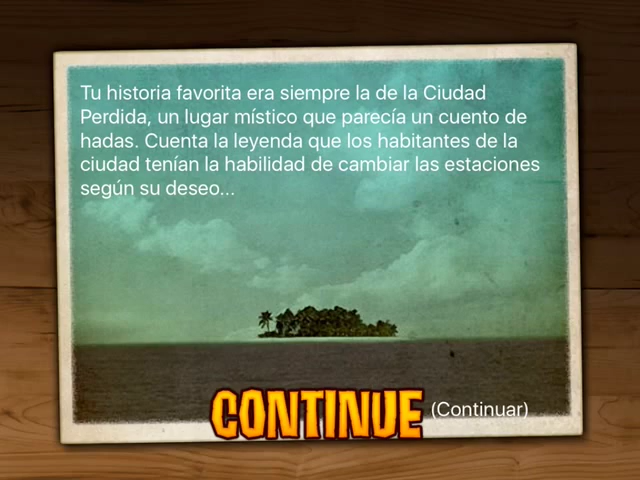 Tu historia favorita era siempre la de la Ciudad
Perdida, un lugar místico que parecía un cuento de
hadas. Cuenta la leyenda que los habitantes de la
ciudad tenían la habilidad de cambiar las estaciones
según su deseo...
CONTINUE (Continuar)